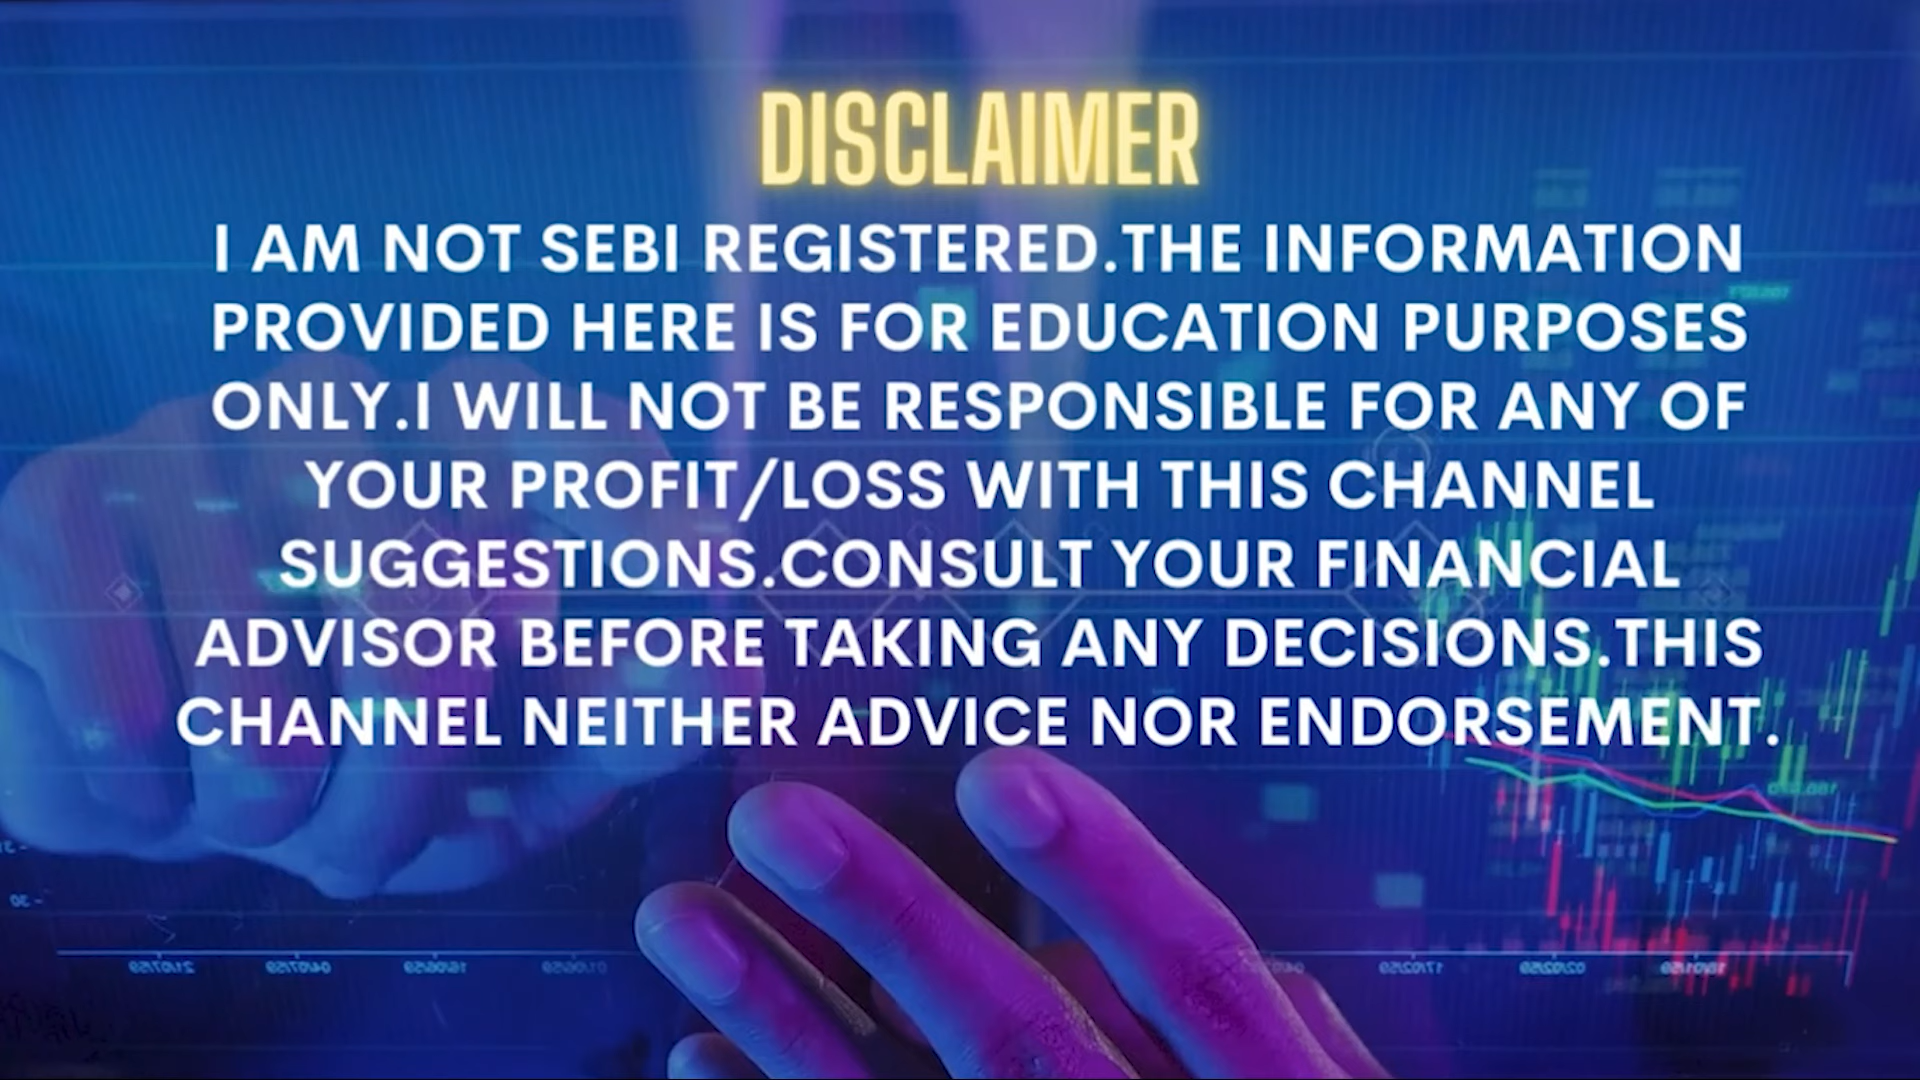 DISCLAIMER
I AM NOT SEBI REGISTERED.THE INFORMATION
PROVIDED HERE IS FOR EDUCATION PURPOSES
ONLY.I WILL NOT BE RESPONSIBLE FOR ANY OF
YOUR PROFIT/LOSS WITH THIS CHANNEL
SUGGESTIONS.CONSULT YOUR FINANCIAL
ADVISOR BEFORE TAKING ANY DECISIONS.THIS
CHANNEL NEITHER ADVICE NOR ENDORSEMENT.